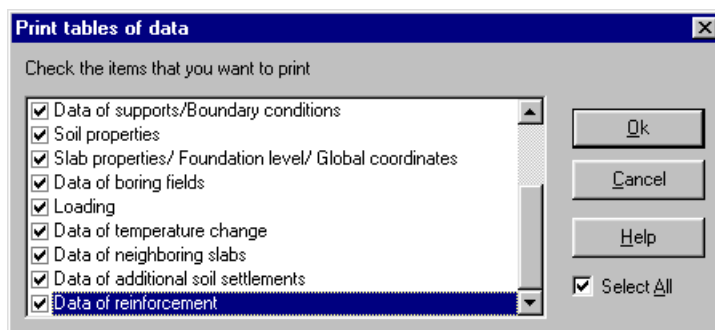 Print tables of data
Check the items that you want to print
Data of supports/Boundary conditions
Soil properties
Slab properties/ Foundation level/ Global coordinates
Data of boring fields
Loading
Data of temperature change
Data of neighboring slabs
Data of additional soil settlements
Data of reinforcement
Ok
Cancel
Help
Select All